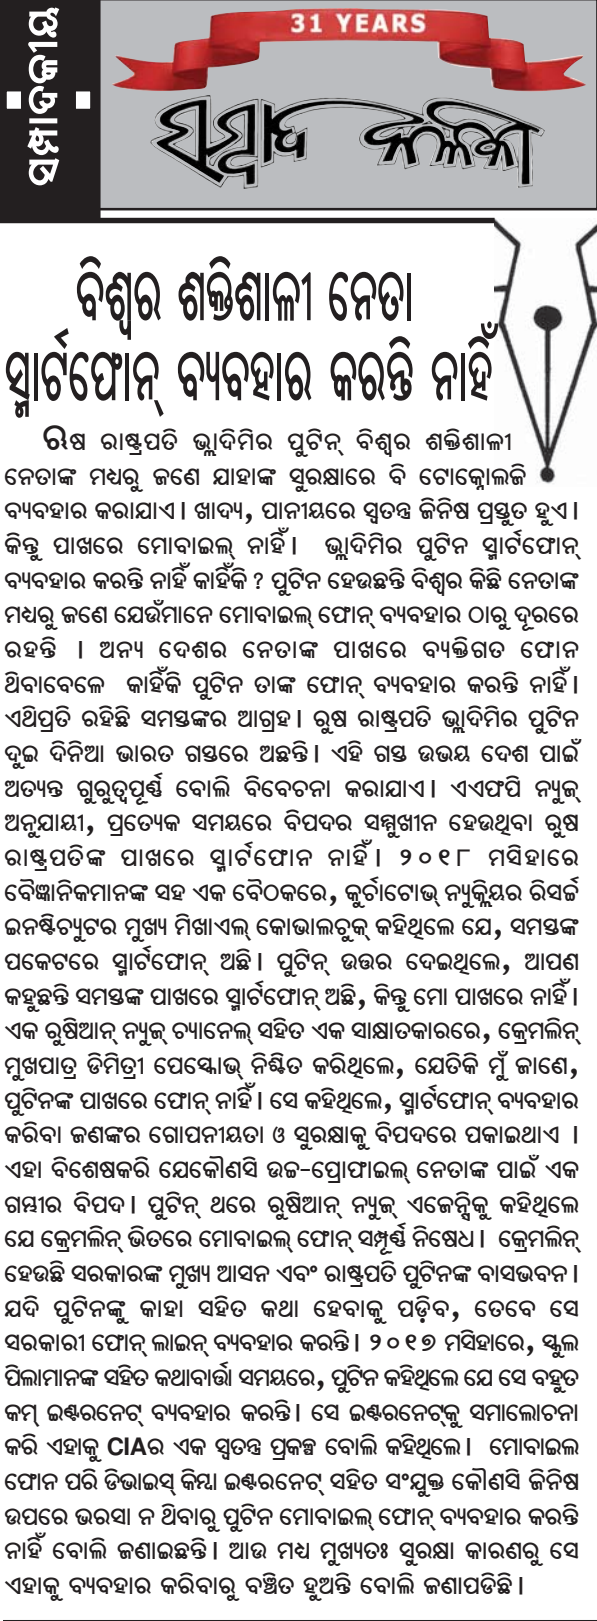 ସମ୍ପାଦକୀୟ
31 YEARS
ସମ୍ବାଦ କଳିକା
ବିଶ୍ୱର ଶକ୍ତିଶାଳୀ ନେତା
ସ୍ମାର୍ଟଫୋନ୍ ବ୍ୟବହାର କରନ୍ତି ନାହିଁ
ଋଷ ରାଷ୍ଟ୍ରପତି ଭ୍ଲାଦିମିର ପୁଟିନ୍ ବିଶ୍ୱର ଶକ୍ତିଶାଳୀ
ନେତାଙ୍କ ମଧ୍ୟରୁ ଜଣେ ଯାହାଙ୍କ ସୁରକ୍ଷାରେ ବି ଟୋକ୍ନୋଲଜି
ବ୍ୟବହାର କରାଯାଏ। ଖାଦ୍ୟ, ପାନୀୟରେ ସ୍ୱତନ୍ତ୍ର ଜିନିଷ ପ୍ରସ୍ତୁତ ହୁଏ।
କିନ୍ତୁ ପାଖରେ ମୋବାଇଲ୍ ନାହିଁ। ଭ୍ଲାଦିମିର ପୁଟିନ ସ୍ମାର୍ଟଫୋନ୍
ବ୍ୟବହାର କରନ୍ତି ନାହିଁ କାହିଁକି ? ପୁଟିନ ହେଉଛନ୍ତି ବିଶ୍ୱର କିଛି ନେତାଙ୍କ
ମଧ୍ୟରୁ ଜଣେ ଯେଉଁମାନେ ମୋବାଇଲ୍ ଫୋନ୍ ବ୍ୟବହାର ଠାରୁ ଦୂରରେ
ରହନ୍ତି । ଅନ୍ୟ ଦେଶର ନେତାଙ୍କ ପାଖରେ ବ୍ୟକ୍ତିଗତ ଫୋନ
ଥିବାବେଳେ କାହିଁକି ପୁଟିନ ତାଙ୍କ ଫୋନ୍ ବ୍ୟବହାର କରନ୍ତି ନାହିଁ।
ଏଥିପ୍ରତି ରହିଛି ସମସ୍ତଙ୍କର ଆଗ୍ରହ। ରୁଷ ରାଷ୍ଟ୍ରପତି ଭ୍ଲାଦିମିର ପୁଟିନ
ଦୁଇ ଦିନିଆ ଭାରତ ଗସ୍ତରେ ଅଛନ୍ତି। ଏହି ଗସ୍ତ ଉଭୟ ଦେଶ ପାଇଁ
ଅତ୍ୟନ୍ତ ଗୁରୁତ୍ୱପୂର୍ଣ୍ଣ ବୋଲି ବିବେଚନା କରାଯାଏ। ଏଏଫପି ନ୍ୟୁଜ୍
ଅନୁଯାୟୀ, ପ୍ରତ୍ୟେକ ସମୟରେ ବିପଦର ସମ୍ମୁଖୀନ ହେଉଥିବା ରୁଷ
ରାଷ୍ଟ୍ରପତିଙ୍କ ପାଖରେ ସ୍ମାର୍ଟଫୋନ ନାହିଁ। ୨୦୧୮ ମସିହାରେ
ବୈଜ୍ଞାନିକମାନଙ୍କ ସହ ଏକ ବୈଠକରେ, କୁର୍ଚାଟୋଭ୍ ନ୍ୟୁକ୍ଲିୟର ରିସର୍ଚ୍ଚ
ଇନଷ୍ଟିଚ୍ୟୁଟର ମୁଖ୍ୟ ମିଖାଏଲ୍ କୋଭାଲଚୁକ୍ କହିଥିଲେ ଯେ, ସମସ୍ତଙ୍କ
ପକେଟରେ ସ୍ମାର୍ଟଫୋନ୍ ଅଛି। ପୁଟିନ୍ ଉତ୍ତର ଦେଇଥିଲେ, ଆପଣ
କହୁଛନ୍ତି ସମସ୍ତଙ୍କ ପାଖରେ ସ୍ମାର୍ଟଫୋନ୍ ଅଛି, କିନ୍ତୁ ମୋ ପାଖରେ ନାହିଁ।
ଏକ ରୁଷିଆନ୍ ନ୍ୟୁଜ୍ ଚ୍ୟାନେଲ୍ ସହିତ ଏକ ସାକ୍ଷାତକାରରେ, କ୍ରେମଲିନ୍
ମୁଖପାତ୍ର ଡିମିତ୍ରୀ ପେସ୍କୋଭ୍ ନିଶ୍ଚିତ କରିଥିଲେ, ଯେତିକି ମୁଁ ଜାଣେ,
ପୁଟିନଙ୍କ ପାଖରେ ଫୋନ୍ ନାହିଁ। ସେ କହିଥିଲେ, ସ୍ମାର୍ଟଫୋନ୍ ବ୍ୟବହାର
କରିବା ଜଣଙ୍କର ଗୋପନୀୟତା ଓ ସୁରକ୍ଷାକୁ ବିପଦରେ ପକାଇଥାଏ ।
ଏହା ବିଶେଷକରି ଯେକୌଣସି ଉଚ୍ଚ-ପ୍ରୋଫାଇଲ୍ ନେତାଙ୍କ ପାଇଁ ଏକ
ଗମ୍ଭୀର ବିପଦ। ପୁଟିନ୍ ଥରେ ରୁଷିଆନ୍ ନ୍ୟୁଜ୍ ଏଜେନ୍ସିକୁ କହିଥିଲେ
ଯେ କ୍ରେମଲିନ୍ ଭିତରେ ମୋବାଇଲ୍ ଫୋନ୍ ସମ୍ପୂର୍ଣ୍ଣ ନିଷେଧ। କ୍ରେମଲିନ୍
ହେଉଛି ସରକାରଙ୍କ ମୁଖ୍ୟ ଆସନ ଏବଂ ରାଷ୍ଟ୍ରପତି ପୁଟିନଙ୍କ ବାସଭବନ।
ଯଦି ପୁଟିନଙ୍କୁ କାହା ସହିତ କଥା ହେବାକୁ ପଡ଼ିବ, ତେବେ ସେ
ସରକାରୀ ଫୋନ୍ ଲାଇନ୍ ବ୍ୟବହାର କରନ୍ତି। ୨୦୧୭ ମସିହାରେ, ସ୍କୁଲ
ପିଲାମାନଙ୍କ ସହିତ କଥାବାର୍ତ୍ତା ସମୟରେ, ପୁଟିନ କହିଥିଲେ ଯେ ସେ ବହୁତ
କମ୍ ଇଣ୍ଟରନେଟ୍ ବ୍ୟବହାର କରନ୍ତି। ସେ ଇଣ୍ଟରନେଟ୍‌କୁ ସମାଲୋଚନା
କରି ଏହାକୁ CIAର ଏକ ସ୍ୱତନ୍ତ୍ର ପ୍ରକଳ୍ପ ବୋଲି କହିଥିଲେ। ମୋବାଇଲ
ଫୋନ ପରି ଡିଭାଇସ୍ କିମ୍ବା ଇଣ୍ଟରନେଟ୍ ସହିତ ସଂଯୁକ୍ତ କୌଣସି ଜିନିଷ
ଉପରେ ଭରସା ନ ଥିବାରୁ ପୁଟିନ ମୋବାଇଲ୍ ଫୋନ୍ ବ୍ୟବହାର କରନ୍ତି
ନାହିଁ ବୋଲି ଜଣାଇଛନ୍ତି। ଆଉ ମଧ୍ୟ ମୁଖ୍ୟତଃ ସୁରକ୍ଷା କାରଣରୁ ସେ
ଏହାକୁ ବ୍ୟବହାର କରିବାରୁ ବଞ୍ଚିତ ହୁଅନ୍ତି ବୋଲି ଜଣାପଡିଛି।